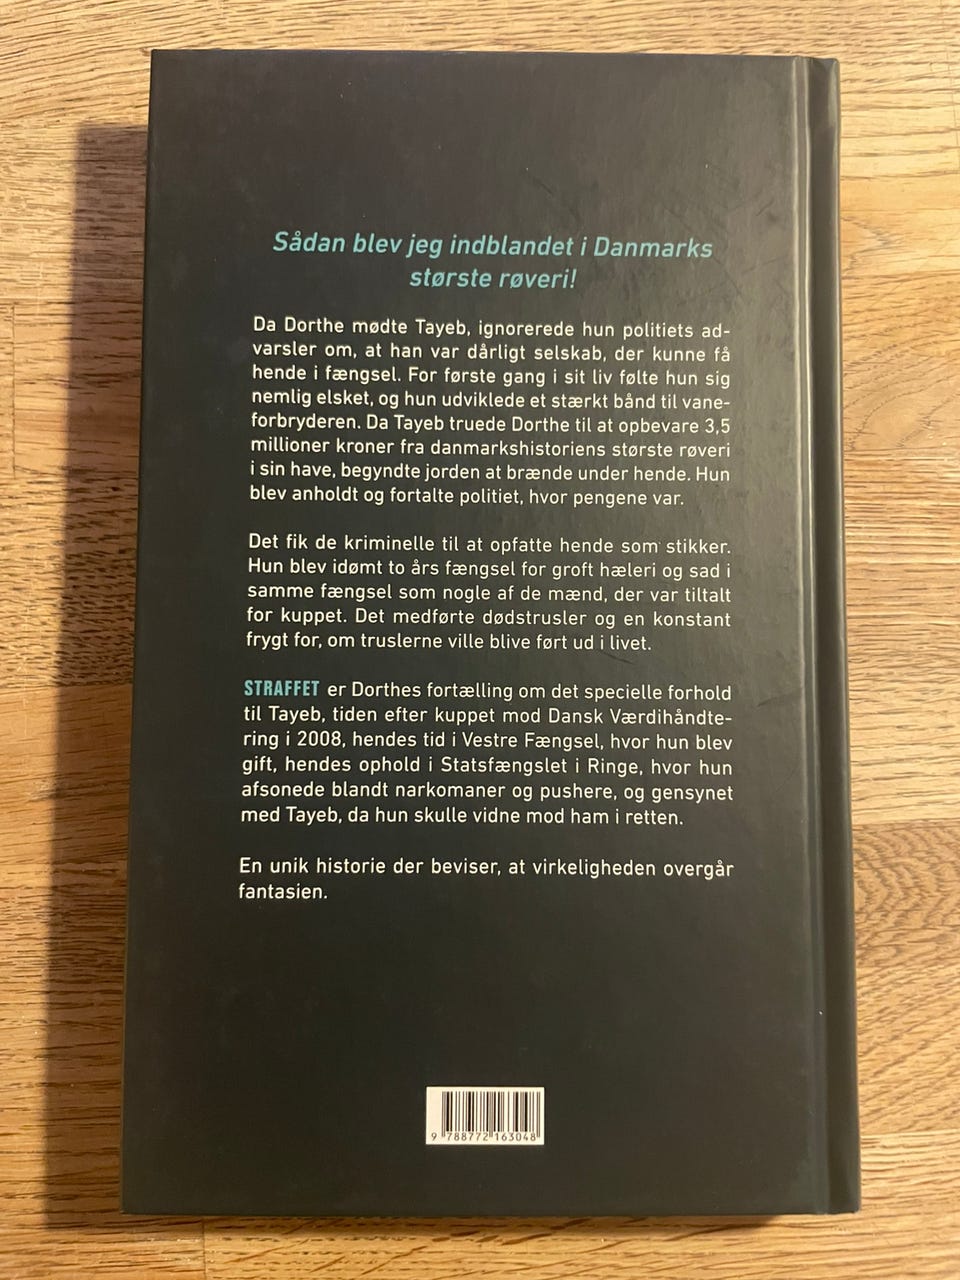 Sådan blev jeg indblandet i Danmarks
største røveri!
Da Dorthe mødte Tayeb, ignorerede hun politiets ad-
varsler om, at han var dårligt selskab, der kunne få
hende i fængsel. For første gang i sit liv følte hun sig
nemlig elsket, og hun udviklede et stærkt bånd til vane-
forbryderen. Da Tayeb truede Dorthe til at opbevare 3,5
millioner kroner fra danmarkshistoriens største røveri
i sin have, begyndte jorden at brænde under hende. Hun
blev anholdt og fortalte politiet, hvor pengene var.
Det fik de kriminelle til at opfatte hende som stikker.
Hun blev idømt to års fængsel for groft hæleri og sad i
samme fængsel som nogle af de mænd, der var tiltalt
for kuppet. Det medførte dødstrusler og en konstant
frygt for, om truslerne ville blive ført ud i livet.
STRAFFET er Dorthes fortælling om det specielle forhold
til Tayeb, tiden efter kuppet mod Dansk Værdihåndte-
ring i 2008, hendes tid i Vestre Fængsel, hvor hun blev
gift, hendes ophold i Statsfængslet i Ringe, hvor hun
afsonede blandt narkomaner og pushere, og gensynet
med Tayeb, da hun skulle vidne mod ham i retten.
En unik historie der beviser, at virkeligheden overgår
fantasien.
9 788772 163048